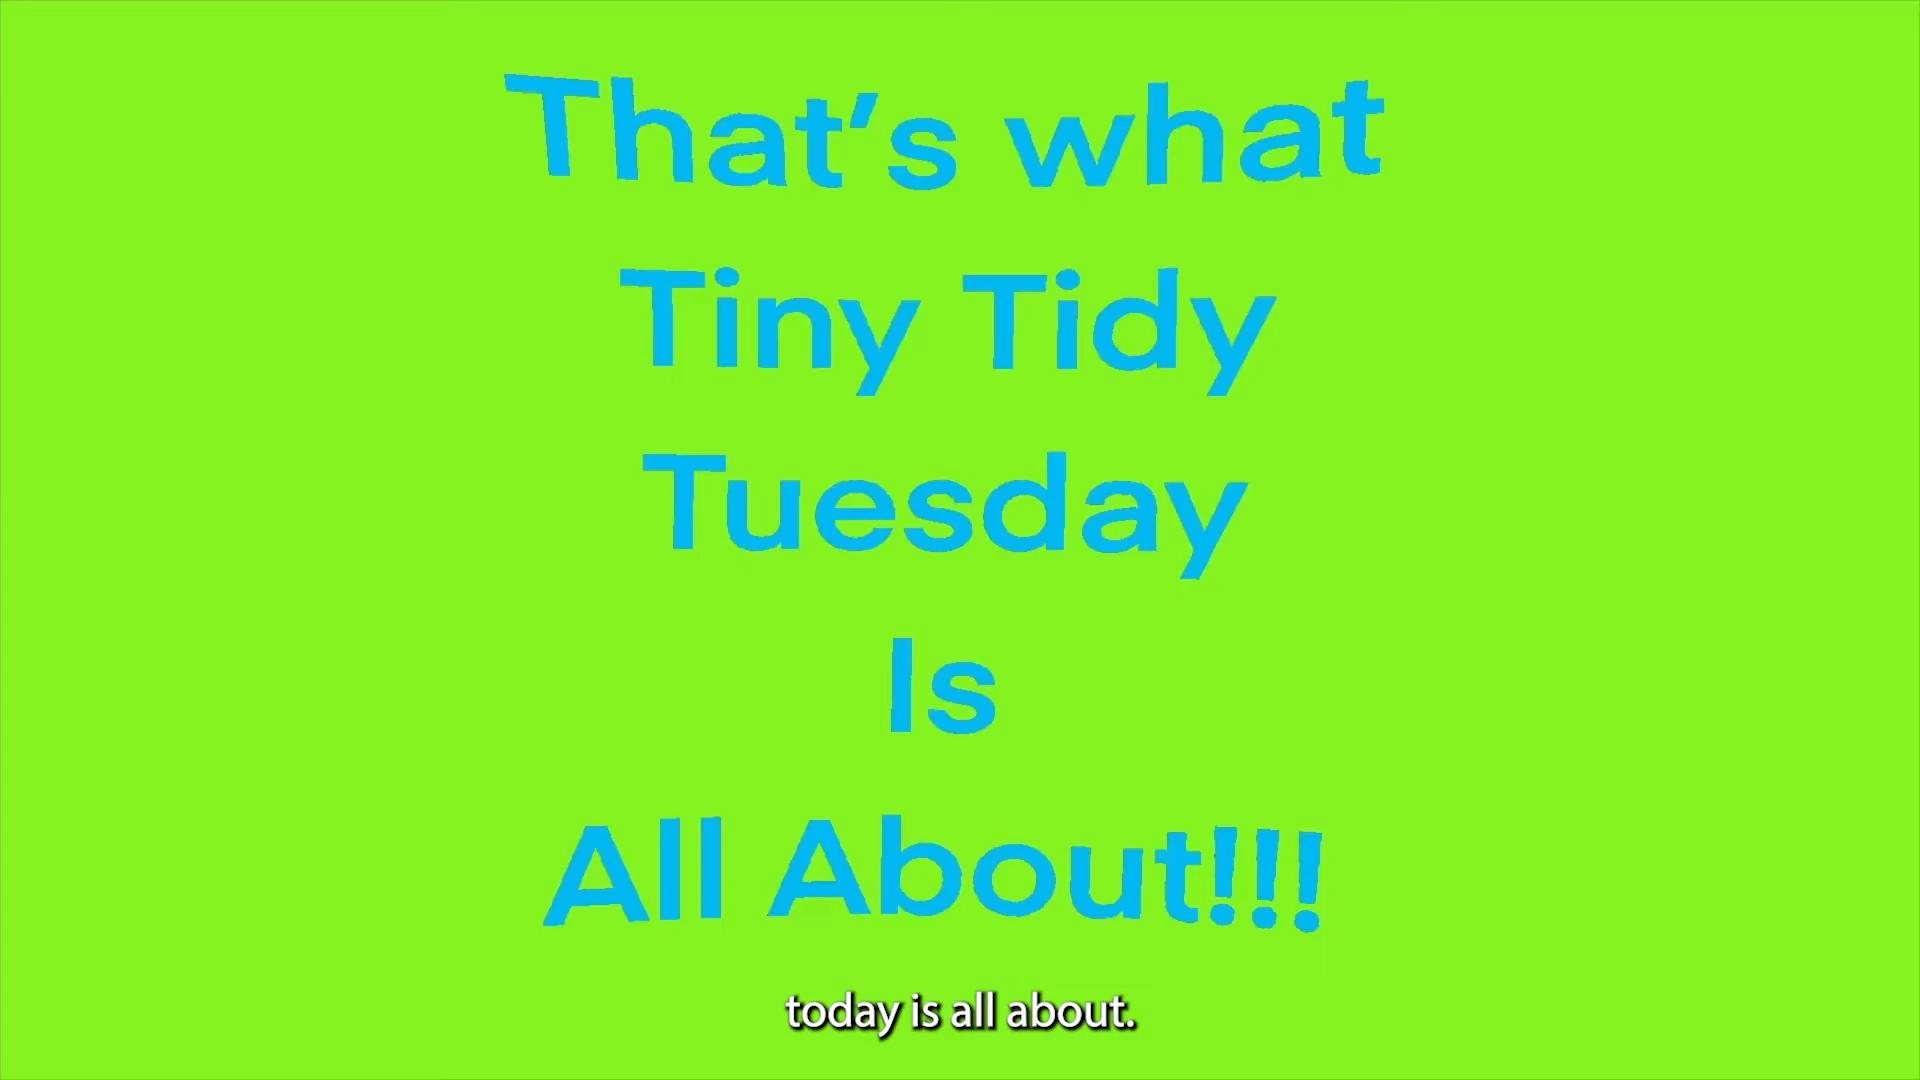 That's what
Tiny Tidy
Tuesday
Is
All About!!!
today is all about.